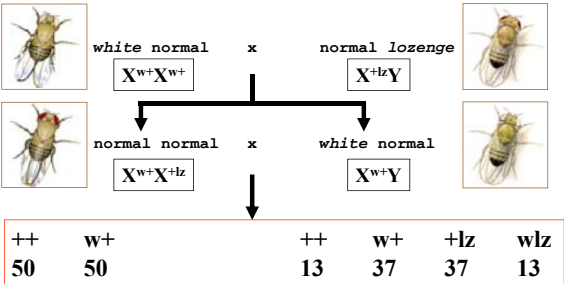 white normal x normal lozenge
Xʷ⁺Xʷ⁺ X⁺ˡᶻY
normal normal x white normal
Xʷ⁺X⁺ˡᶻ Xʷ⁺Y
++ w+ ++ w+ +lz wlz
50 50 13 37 37 13